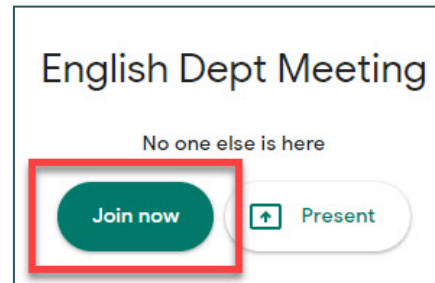 English Dept Meeting
No one else is here
Join now
Present